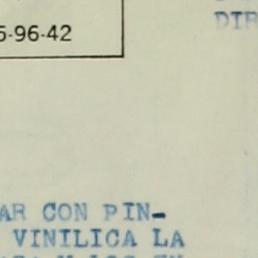 5-96-42
DIR
AR CON PIN-
VINILICA LA